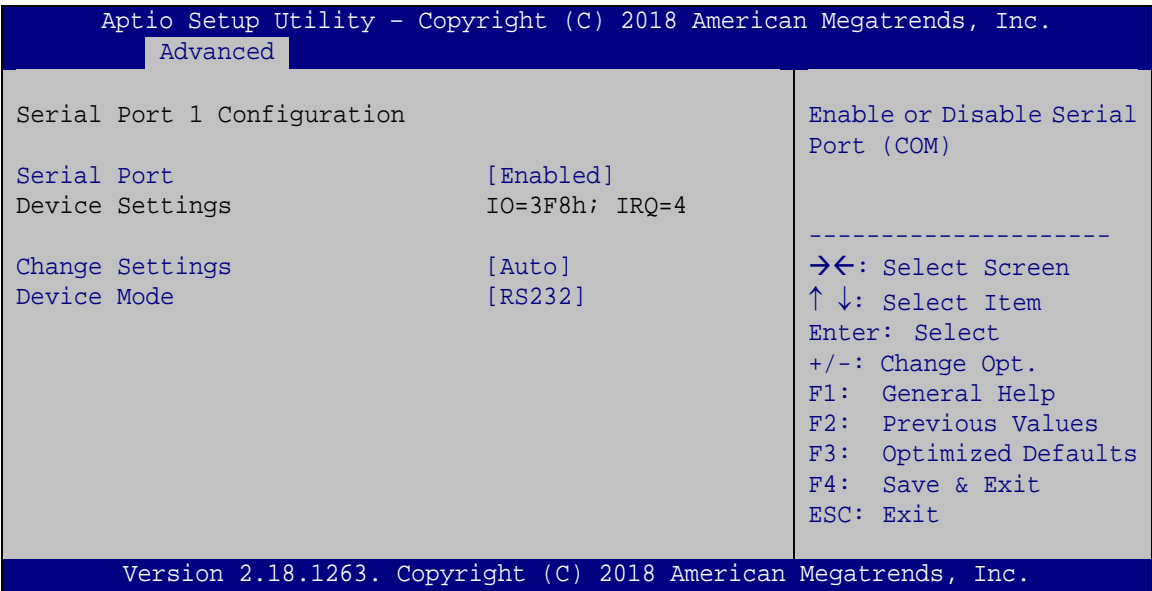 Aptio Setup Utility – Copyright (C) 2018 American Megatrends, Inc.
Advanced
Serial Port 1 Configuration
Serial Port [Enabled]
Device Settings IO=3F8h; IRQ=4
Change Settings [Auto]
Device Mode [RS232]
Enable or Disable Serial
Port (COM)
---------------------
→←: Select Screen
↑ ↓: Select Item
Enter: Select
+/-: Change Opt.
F1: General Help
F2: Previous Values
F3: Optimized Defaults
F4: Save & Exit
ESC: Exit
Version 2.18.1263. Copyright (C) 2018 American Megatrends, Inc.